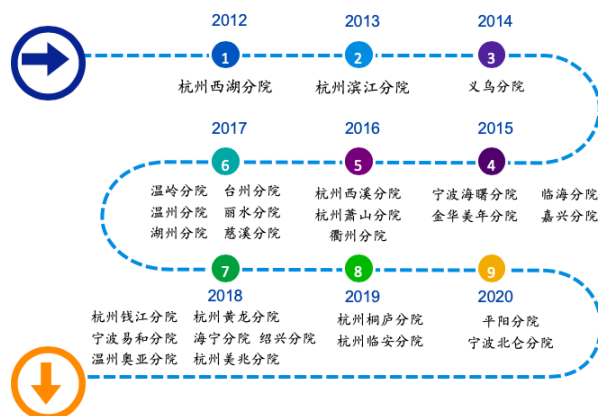 2012 2013 2014
1 2 3
杭州西湖分院 杭州滨江分院 义乌分院
2017 2016 2015
6 5 4
温岭分院 台州分院 杭州西溪分院 宁波海曙分院 临海分院
温州分院 丽水分院 杭州萧山分院 金华美年分院 嘉兴分院
湖州分院 慈溪分院 衢州分院
7 8 9
2018 2019 2020
杭州钱江分院 杭州黄龙分院 杭州桐庐分院 平阳分院
宁波易和分院 海宁分院 绍兴分院 杭州临安分院 宁波北仑分院
温州奥亚分院 杭州美兆分院